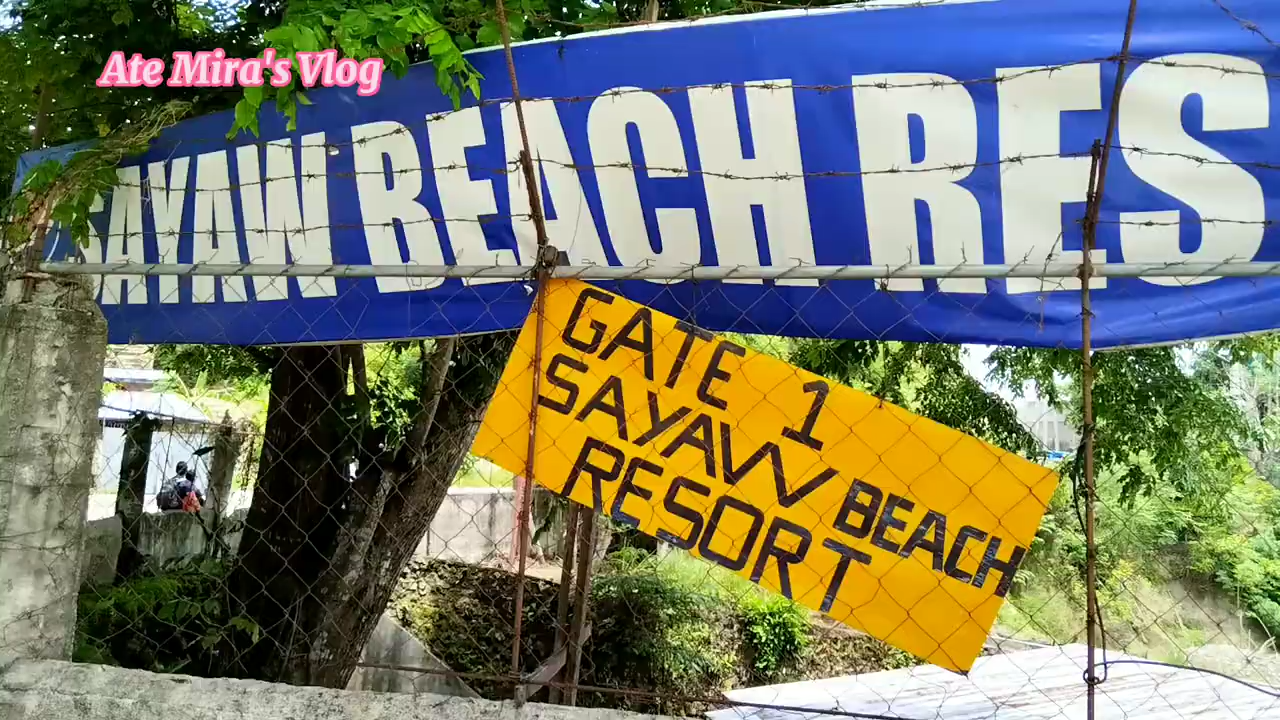 Ate Mira's Vlog
SAYAW BEACH RES
GATE 1
SAYAW BEACH
RESORT